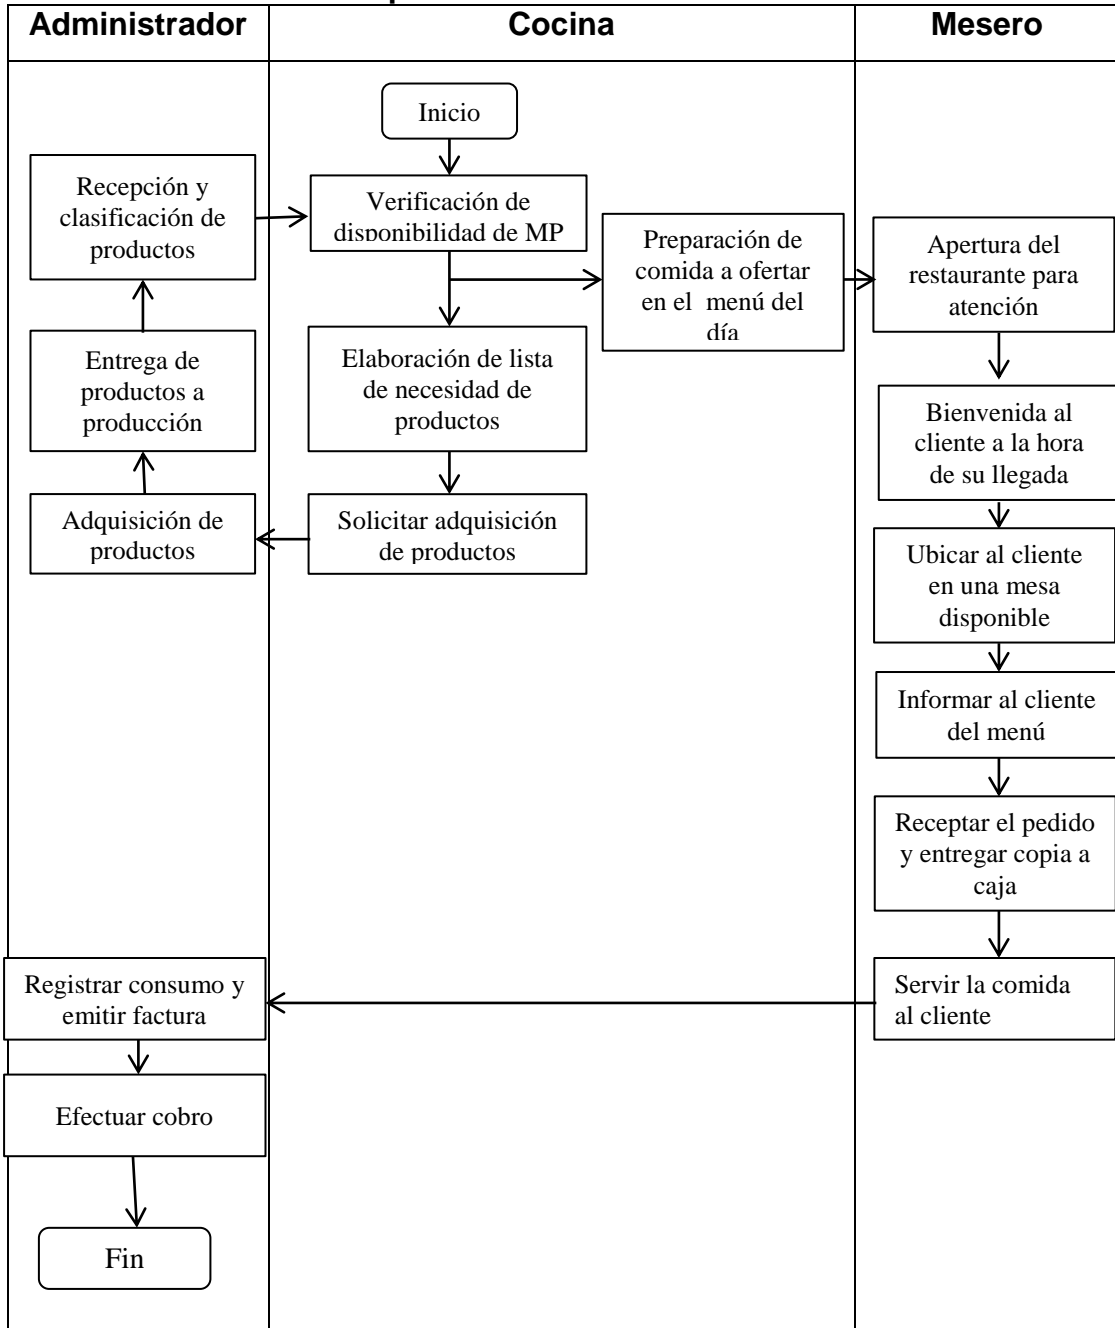 Administrador
Cocina
Mesero
Inicio
Recepción y
clasificación de
productos
Verificación de
disponibilidad de MP
Preparación de
comida a ofertar
en el menú del
día
Apertura del
restaurante para
atención
Entrega de
productos a
producción
Elaboración de lista
de necesidad de
productos
Bienvenida al
cliente a la hora
de su llegada
Adquisición de
productos
Solicitar adquisición
de productos
Ubicar al cliente
en una mesa
disponible
Informar al cliente
del menú
Receptar el pedido
y entregar copia a
caja
Servir la comida
al cliente
Registrar consumo y
emitir factura
Efectuar cobro
Fin